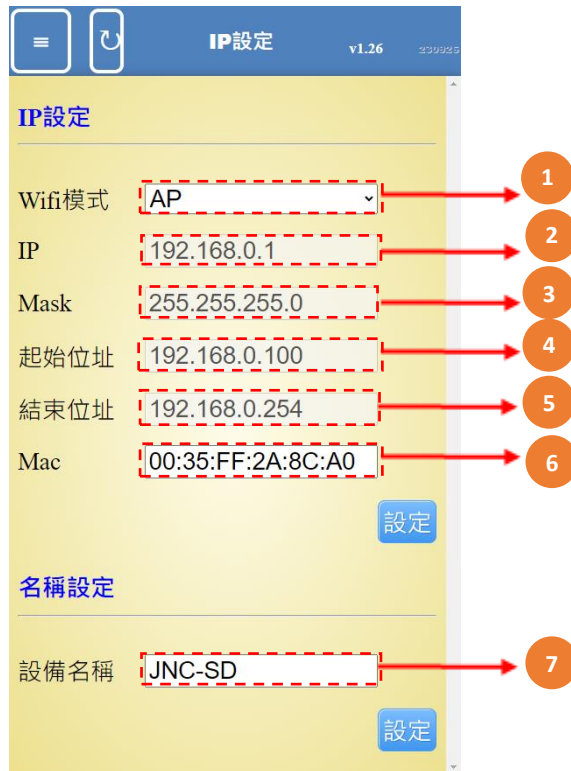 ≡ ↻ IP設定 v1.26 230925
IP設定
Wifi模式 AP 1
IP 192.168.0.1 2
Mask 255.255.255.0 3
起始位址 192.168.0.100 4
結束位址 192.168.0.254 5
Mac 00:35:FF:2A:8C:A0 6
設定
名稱設定
設備名稱 JNC-SD 7
設定